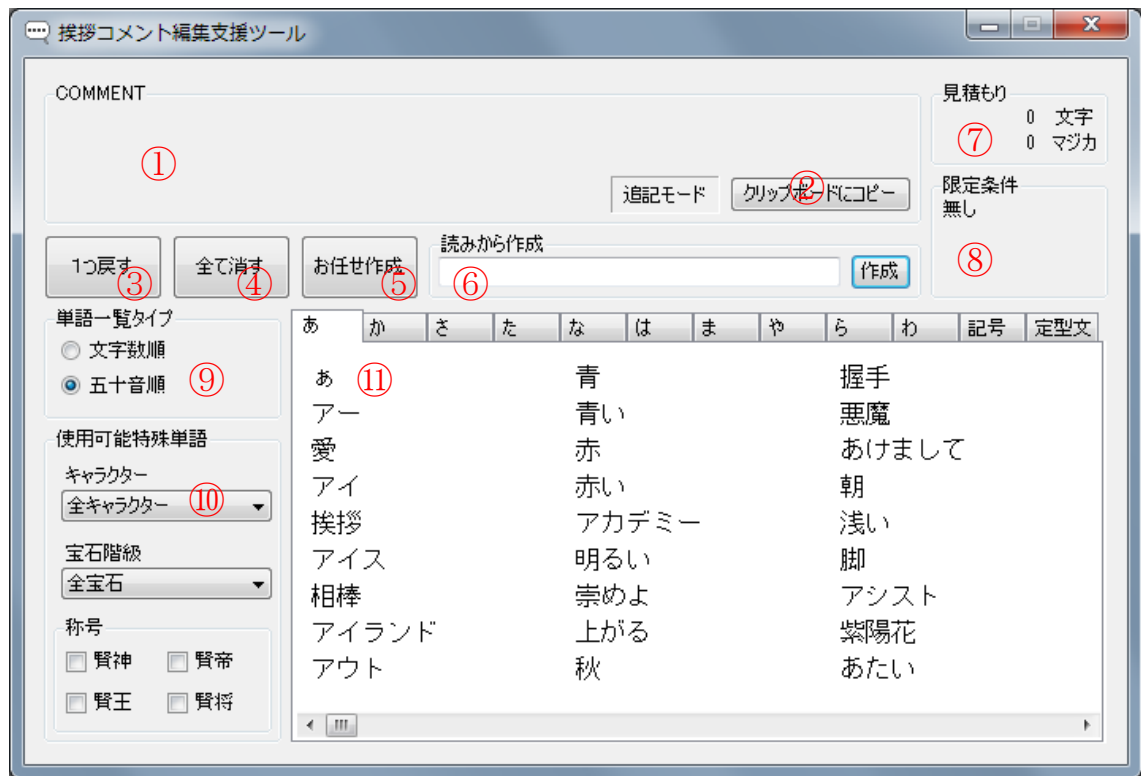 挨拶コメント編集支援ツール
COMMENT
①
追記モード
クリップボードにコピー
②
見積もり
0 文字
0 マジカ
⑦
限定条件
無し
⑧
1つ戻す
③
全て消す
④
お任せ作成
⑤
読みから作成
⑥
作成
単語一覧タイプ
文字数順
五十音順
⑨
使用可能特殊単語
キャラクター
全キャラクター
⑩
宝石階級
全宝石
称号
賢神 賢帝
賢王 賢将
あ か さ た な は ま や ら わ 記号 定型文
⑪
あ 青 握手
アー 青い 悪魔
愛 赤 あけまして
アイ 赤い 朝
挨拶 アカデミー 浅い
アイス 明るい 脚
相棒 崇めよ アシスト
アイランド 上がる 紫陽花
アウト 秋 あたい